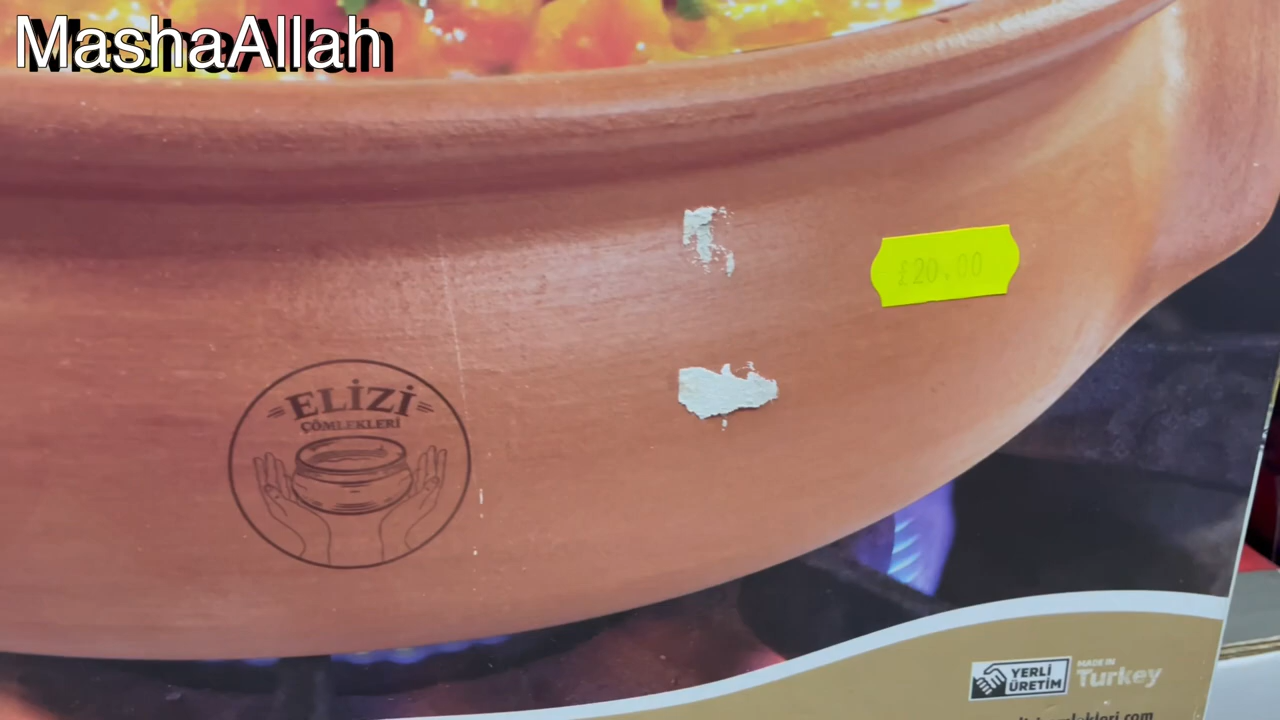 MashaAllah
£20.00
ELİZİ
ÇÖMLEKLERİ
YERLİ
ÜRETİM
MADE IN
Turkey